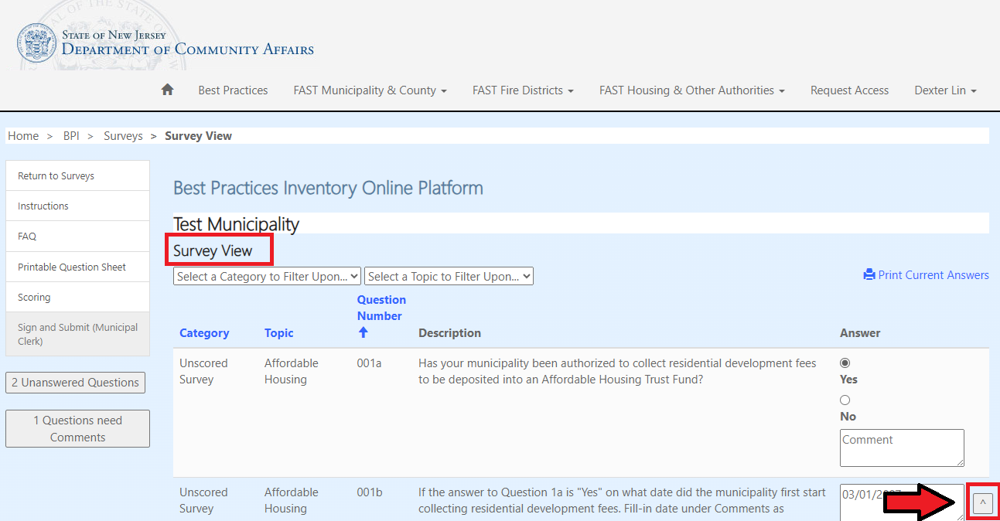 State of New Jersey
Department of Community Affairs
Best Practices FAST Municipality & County FAST Fire Districts FAST Housing & Other Authorities Request Access Dexter Lin
Home > BPI > Surveys > Survey View
Return to Surveys
Instructions
FAQ
Printable Question Sheet
Scoring
Sign and Submit (Municipal
Clerk)
2 Unanswered Questions
1 Questions need
Comments
Best Practices Inventory Online Platform
Test Municipality
Survey View
Select a Category to Filter Upon... Select a Topic to Filter Upon...
Print Current Answers
Question
Number
Category Topic Description Answer
Unscored Affordable 001a Has your municipality been authorized to collect residential development fees
Survey Housing to be deposited into an Affordable Housing Trust Fund?
Yes
No
Comment
Unscored Affordable 001b If the answer to Question 1a is "Yes" on what date did the municipality first start
Survey Housing collecting residential development fees. Fill-in date under Comments as
^